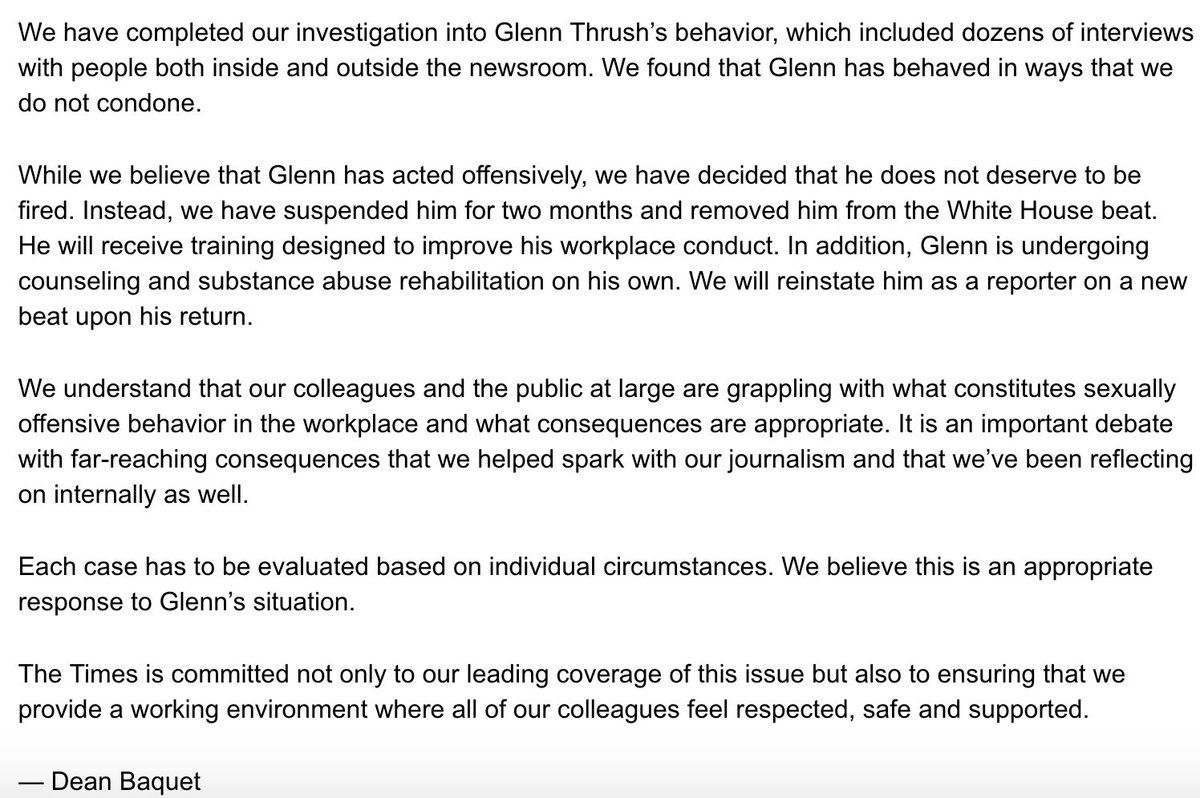 We have completed our investigation into Glenn Thrush’s behavior, which included dozens of interviews
with people both inside and outside the newsroom. We found that Glenn has behaved in ways that we
do not condone.
While we believe that Glenn has acted offensively, we have decided that he does not deserve to be
fired. Instead, we have suspended him for two months and removed him from the White House beat.
He will receive training designed to improve his workplace conduct. In addition, Glenn is undergoing
counseling and substance abuse rehabilitation on his own. We will reinstate him as a reporter on a new
beat upon his return.
We understand that our colleagues and the public at large are grappling with what constitutes sexually
offensive behavior in the workplace and what consequences are appropriate. It is an important debate
with far-reaching consequences that we helped spark with our journalism and that we’ve been reflecting
on internally as well.
Each case has to be evaluated based on individual circumstances. We believe this is an appropriate
response to Glenn’s situation.
The Times is committed not only to our leading coverage of this issue but also to ensuring that we
provide a working environment where all of our colleagues feel respected, safe and supported.
— Dean Baquet